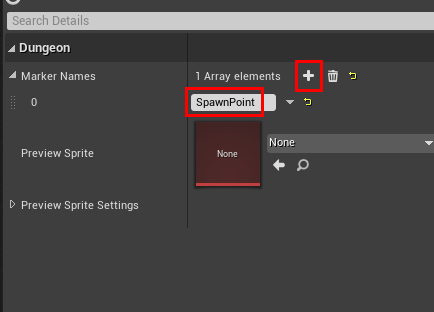 Search Details
Dungeon
Marker Names 1 Array elements
0 SpawnPoint
None
Preview Sprite None
Preview Sprite Settings